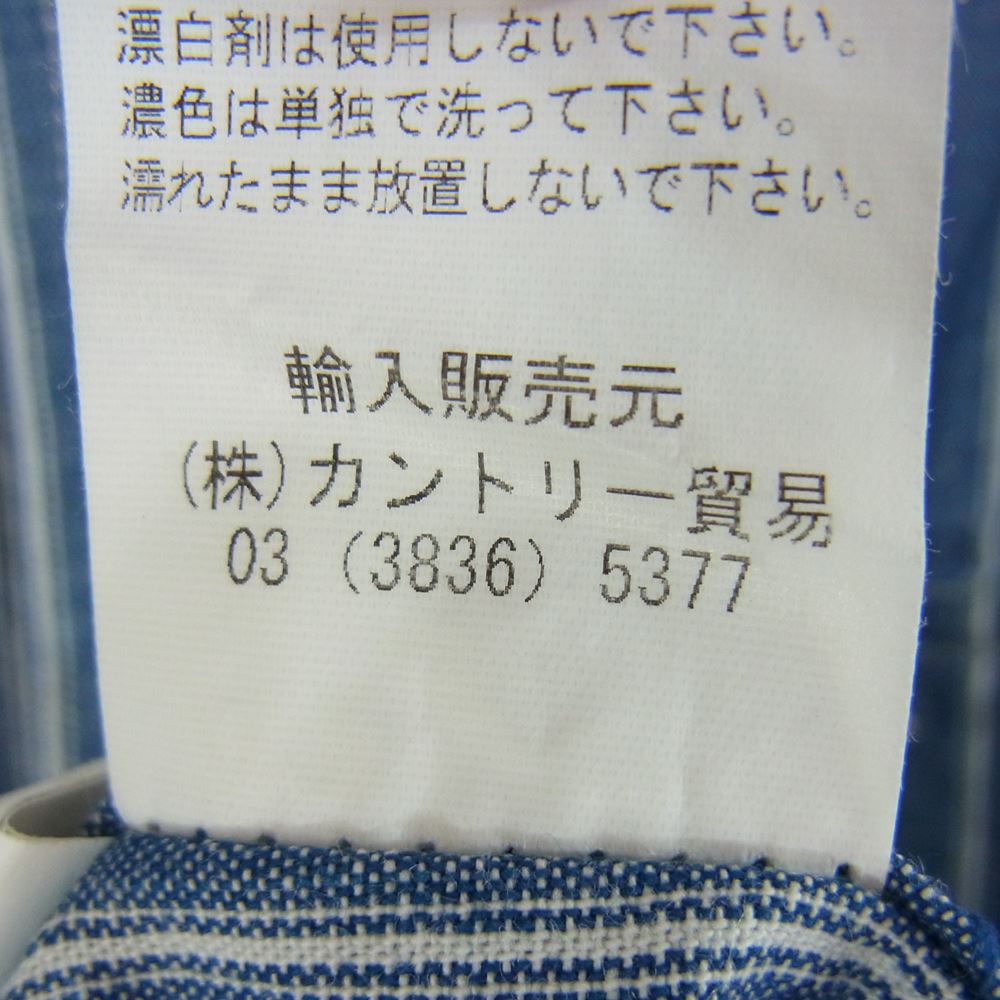 漂白剤は使用しないで下さい。
濃色は単独で洗って下さい。
濡れたまま放置しないで下さい。
輸入販売元
(株)カントリー貿易
03 (3836) 5377